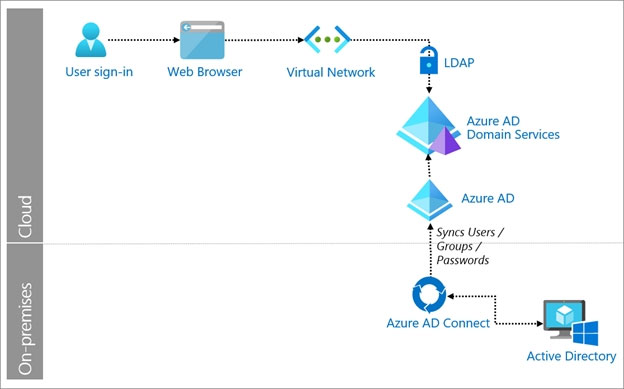 Cloud
User sign-in
Web Browser
Virtual Network
LDAP
Azure AD
Domain Services
Azure AD
Syncs Users /
Groups /
Passwords
On-premises
Azure AD Connect
Active Directory